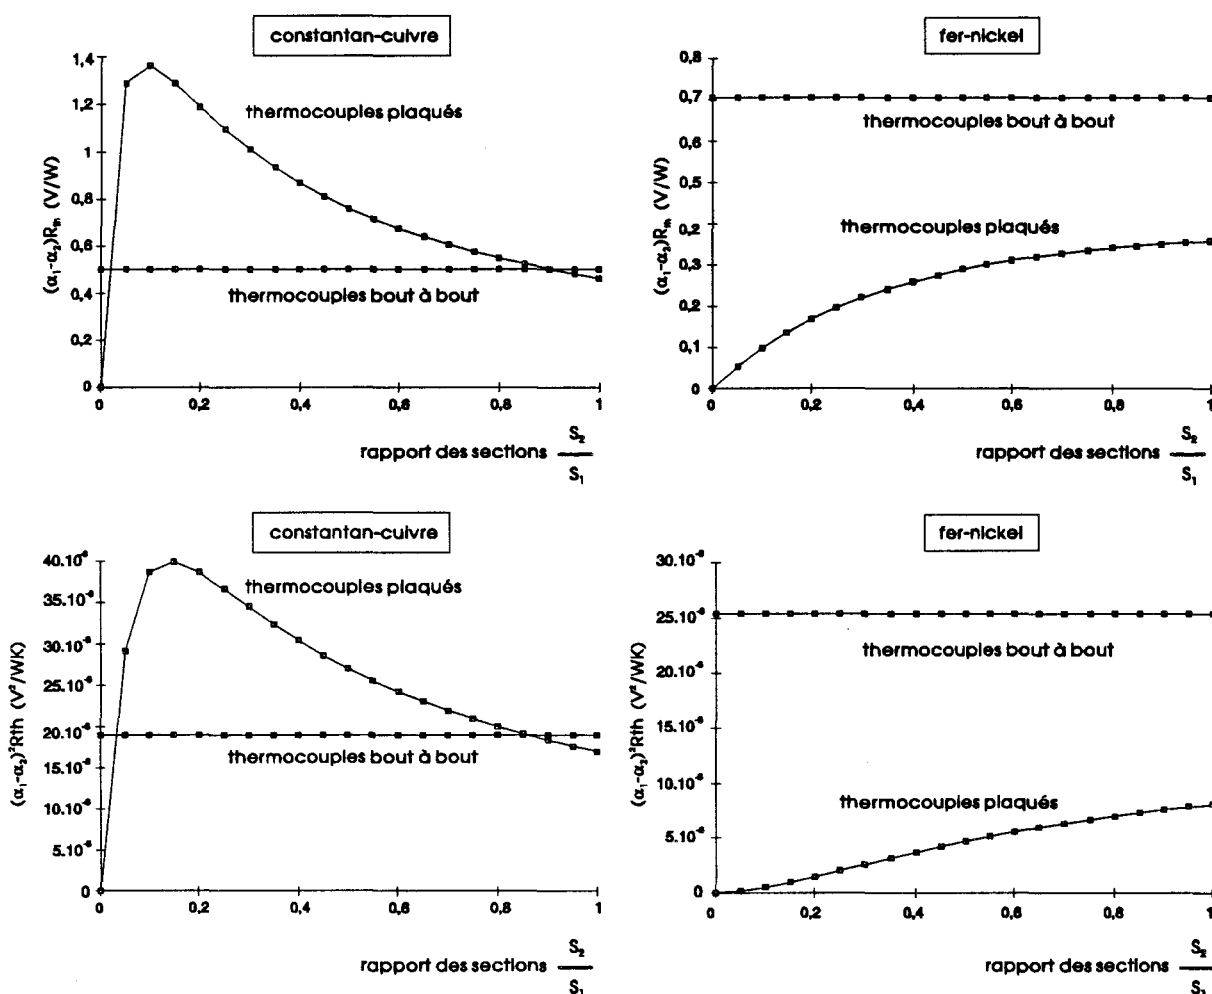 constantan-cuivre
1,4
1,2
1
0,8
0,6
0,4
0,2
0
(α₁-α₂)Rₜₕ (V/W)
thermocouples plaqués
thermocouples bout à bout
0 0,2 0,4 0,6 0,8 1
rapport des sections S₂/S₁
fer-nickel
0,8
0,7
0,6
0,5
0,2
0,3
0,2
0,1
0
(α₁-α₂)Rₜₕ (V/W)
thermocouples bout à bout
thermocouples plaqués
0 0,2 0,4 0,6 0,8 1
rapport des sections S₂/S₁
constantan-cuivre
40.10⁻⁶
35.10⁻⁶
30.10⁻⁶
25.10⁻⁶
20.10⁻⁶
15.10⁻⁶
10.10⁻⁶
5.10⁻⁶
0
(α₁-α₂)²Rth (V²/WK)
thermocouples plaqués
thermocouples bout à bout
0 0,2 0,4 0,6 0,8 1
rapport des sections S₂/S₁
fer-nickel
30.10⁻⁶
25.10⁻⁶
20.10⁻⁶
15.10⁻⁶
10.10⁻⁶
5.10⁻⁶
0
(α₁-α₂)²Rth (V²/WK)
thermocouples bout à bout
thermocouples plaqués
0 0,2 0,4 0,6 0,8 1
rapport des sections S₂/S₁